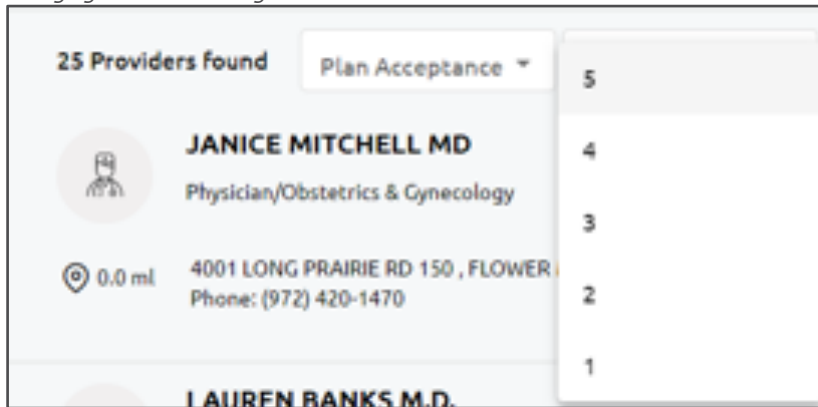 25 Providers found
Plan Acceptance
5
JANICE MITCHELL MD
4
Physician/Obstetrics & Gynecology
3
0.0 ml
4001 LONG PRAIRIE RD 150 , FLOWER
Phone: (972) 420-1470
2
1
LAUREN BANKS M.D.